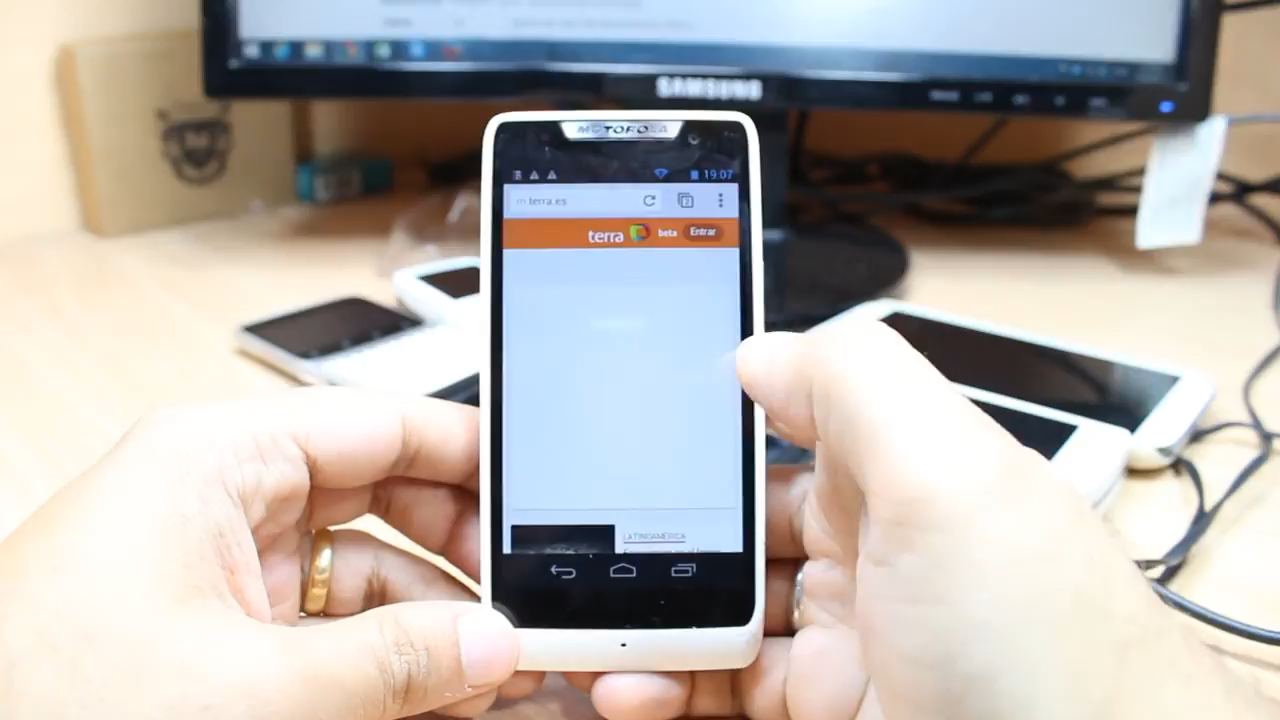 SAMSUNG
MOTOROLA
19:07
m.terra.es
terra beta Entrar
LATINOAMÉRICA